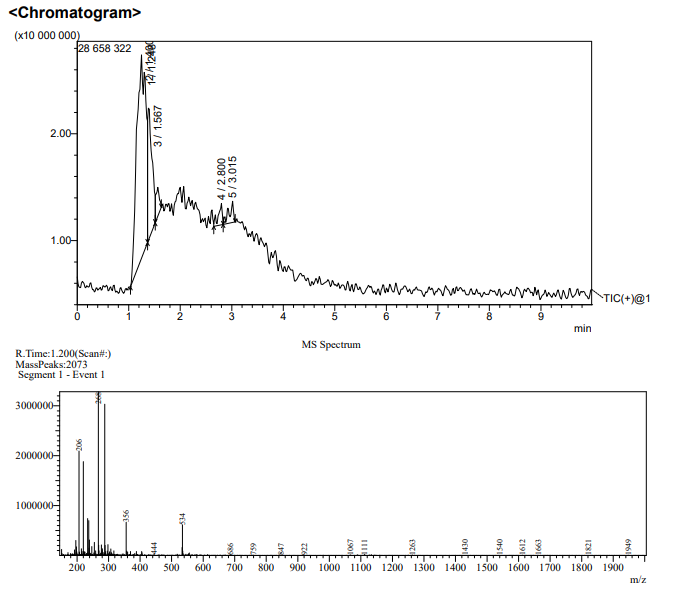 <Chromatogram>
(x10 000 000)
28 658 322
3 / 1.567
4 / 2.800
5 / 3.015
2.00
1.00
TIC(+)@1
0 1 2 3 4 5 6 7 8 9
min
MS Spectrum
R.Time:1.200(Scan#:)
MassPeaks:2073
Segment 1 - Event 1
3000000
2000000
1000000
206
268
356
444
534
686
759
847
922
1067
1111
1263
1430
1540
1612
1663
1821
1949
200 300 400 500 600 700 800 900 1000 1100 1200 1300 1400 1500 1600 1700 1800 1900
m/z